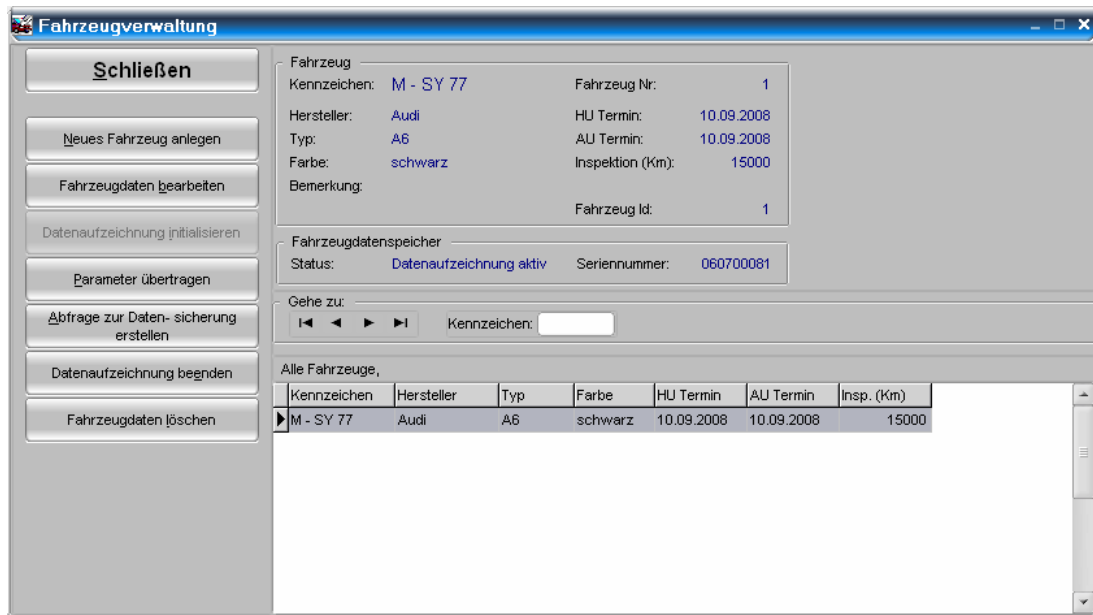 Fahrzeugverwaltung
Schließen
Neues Fahrzeug anlegen
Fahrzeugdaten bearbeiten
Datenaufzeichnung initialisieren
Parameter übertragen
Abfrage zur Daten- sicherung
erstellen
Datenaufzeichnung beenden
Fahrzeugdaten löschen
Fahrzeug
Kennzeichen: M - SY 77 Fahrzeug Nr: 1
Hersteller: Audi HU Termin: 10.09.2008
Typ: A6 AU Termin: 10.09.2008
Farbe: schwarz Inspektion (Km): 15000
Bemerkung:
Fahrzeug Id: 1
Fahrzeugdatenspeicher
Status: Datenaufzeichnung aktiv Seriennummer: 060700081
Gehe zu:
Kennzeichen:
Alle Fahrzeuge,
Kennzeichen Hersteller Typ Farbe HU Termin AU Termin Insp. (Km)
M - SY 77 Audi A6 schwarz 10.09.2008 10.09.2008 15000